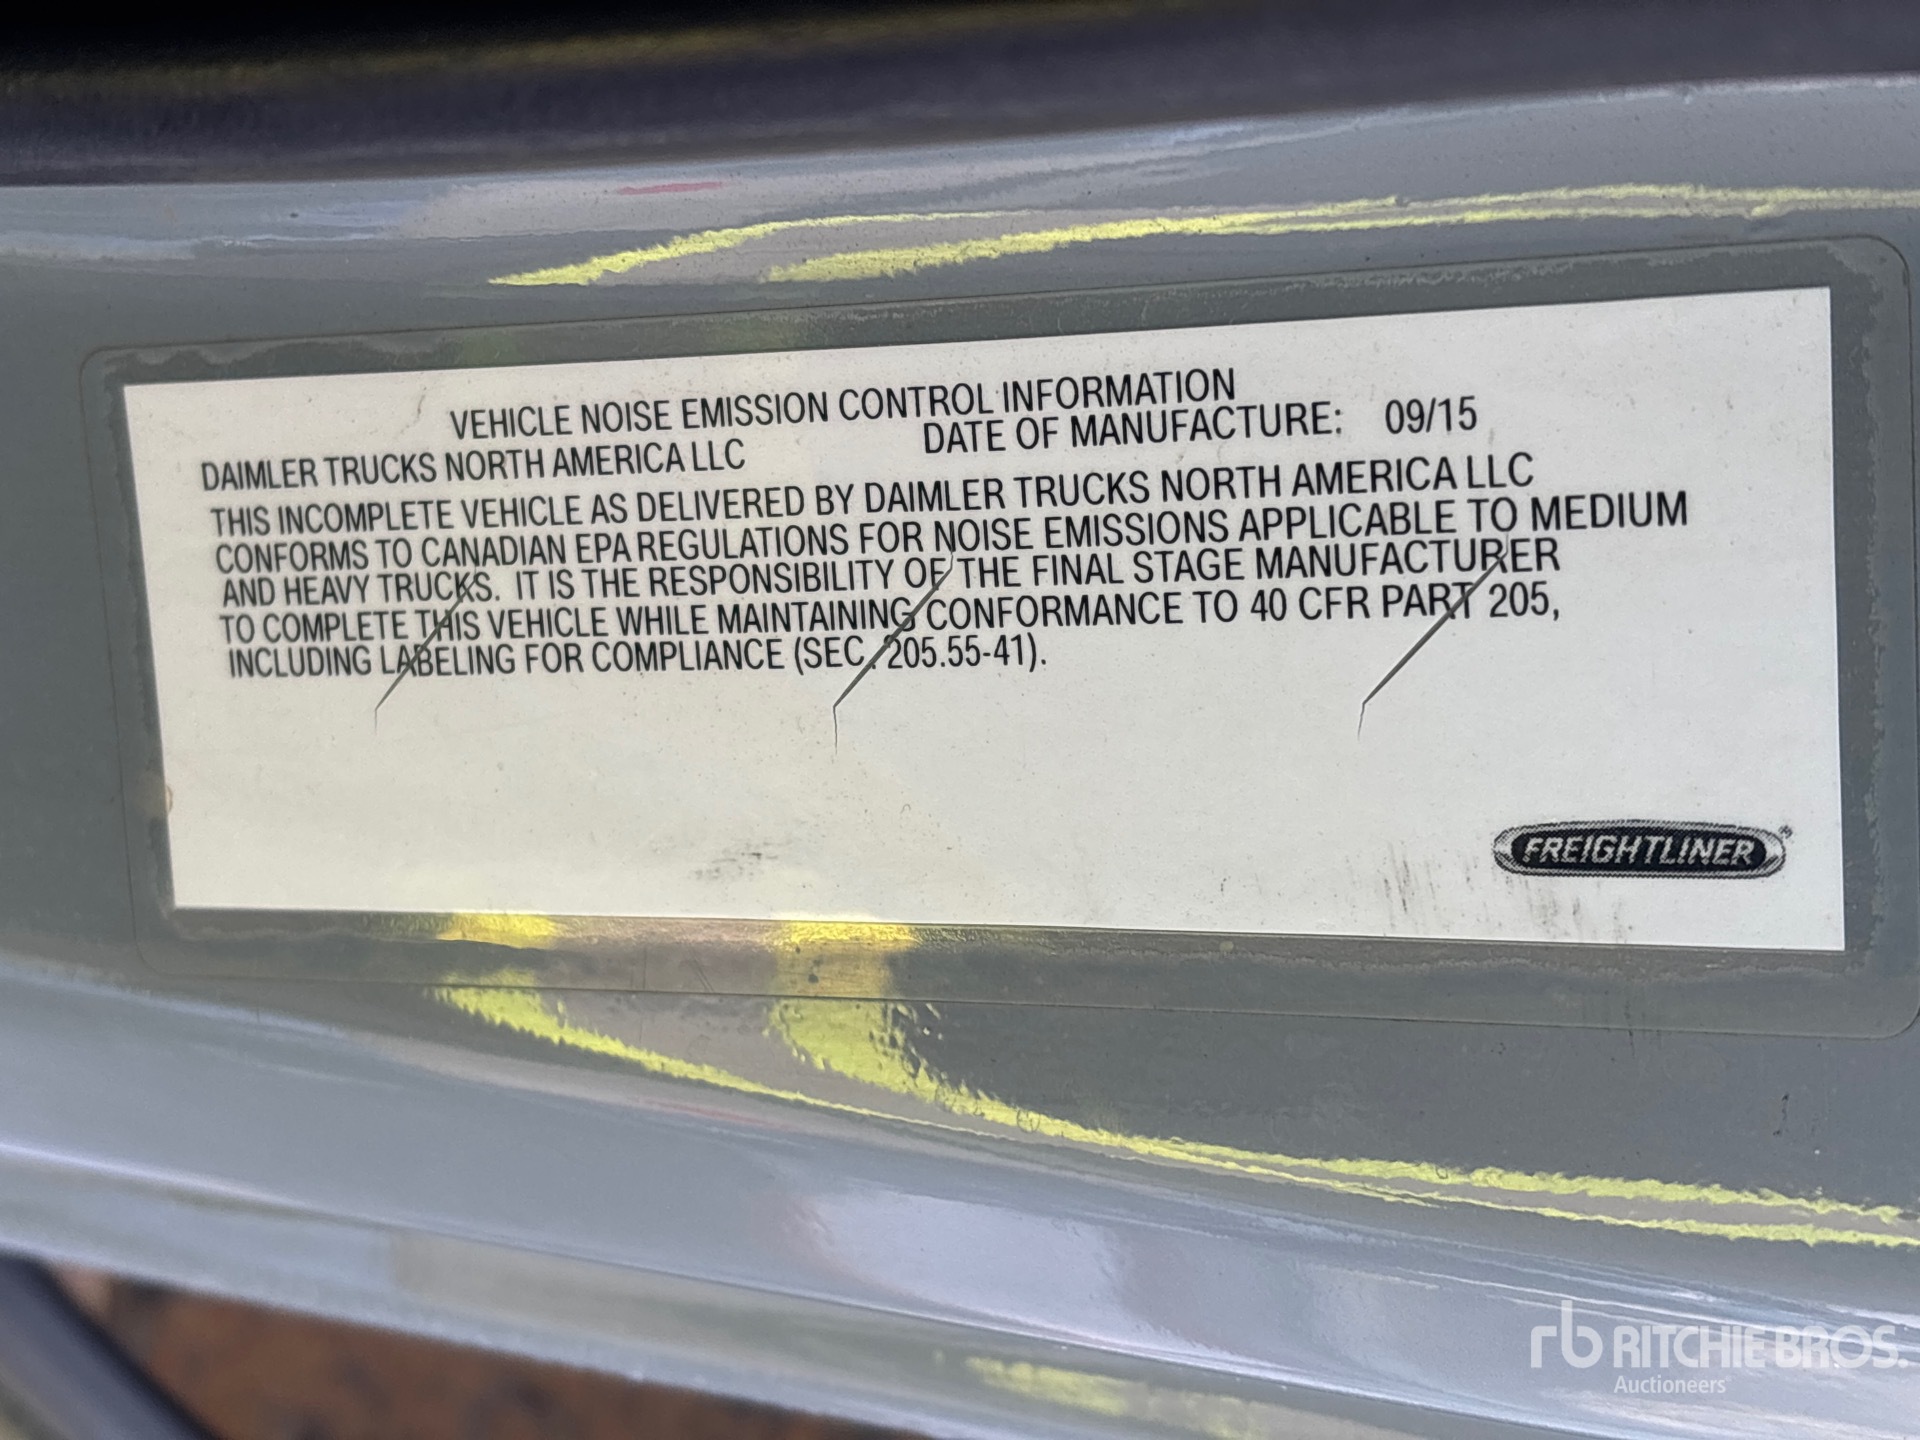 VEHICLE NOISE EMISSION CONTROL INFORMATION
DAIMLER TRUCKS NORTH AMERICA LLC DATE OF MANUFACTURE: 09/15
THIS INCOMPLETE VEHICLE AS DELIVERED BY DAIMLER TRUCKS NORTH AMERICA LLC
CONFORMS TO CANADIAN EPA REGULATIONS FOR NOISE EMISSIONS APPLICABLE TO MEDIUM
AND HEAVY TRUCKS. IT IS THE RESPONSIBILITY OF THE FINAL STAGE MANUFACTURER
TO COMPLETE THIS VEHICLE WHILE MAINTAINING CONFORMANCE TO 40 CFR PART 205,
INCLUDING LABELING FOR COMPLIANCE (SEC. 205.55-41).
FREIGHTLINER®
rb RITCHIE BROS.
Auctioneers